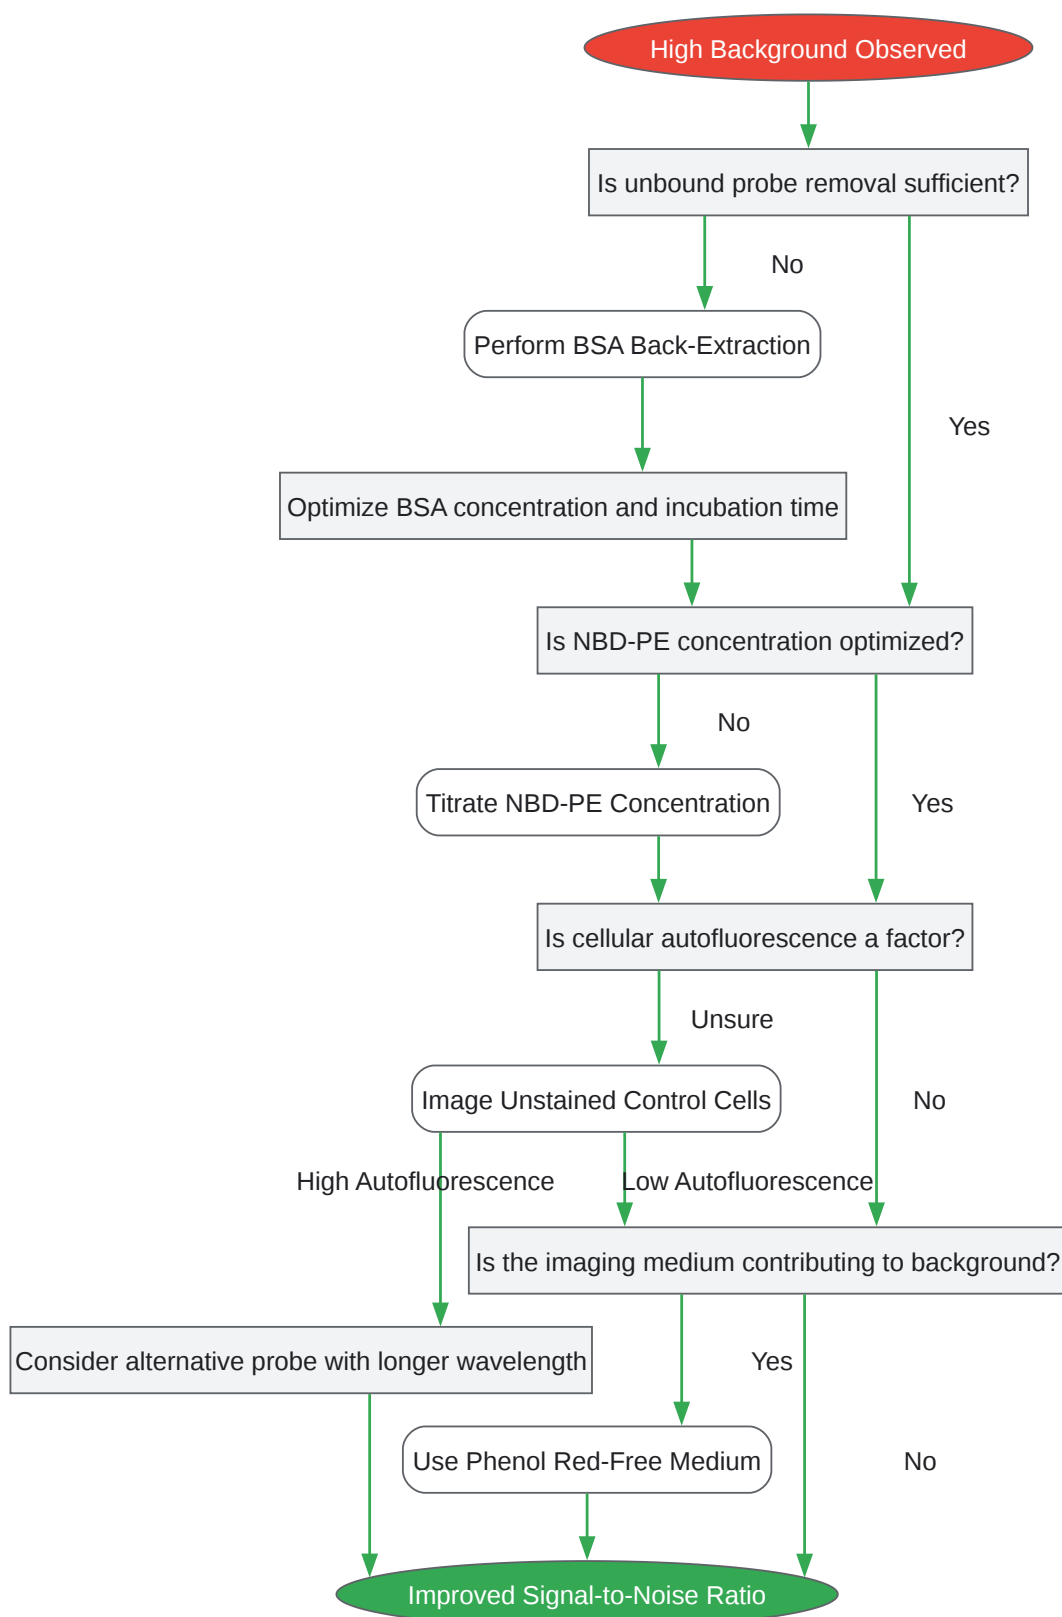 High Background Observed
Is unbound probe removal sufficient?
No
Perform BSA Back-Extraction
Yes
Optimize BSA concentration and incubation time
Is NBD-PE concentration optimized?
No
Titrate NBD-PE Concentration
Yes
Is cellular autofluorescence a factor?
Unsure
Image Unstained Control Cells
No
High Autofluorescence
Low Autofluorescence
Is the imaging medium contributing to background?
Consider alternative probe with longer wavelength
Yes
Use Phenol Red-Free Medium
No
Improved Signal-to-Noise Ratio